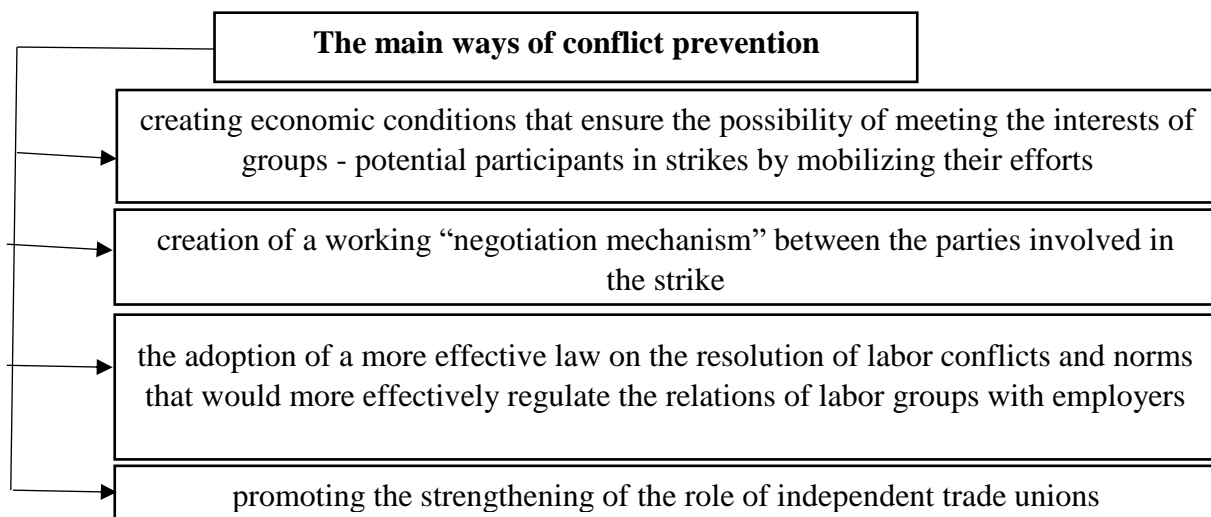 The main ways of conflict prevention
creating economic conditions that ensure the possibility of meeting the interests of
groups - potential participants in strikes by mobilizing their efforts
creation of a working “negotiation mechanism” between the parties involved in
the strike
the adoption of a more effective law on the resolution of labor conflicts and norms
that would more effectively regulate the relations of labor groups with employers
promoting the strengthening of the role of independent trade unions